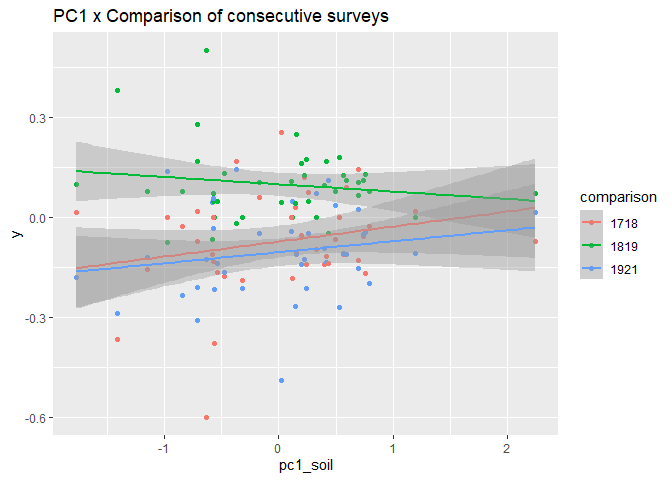 PC1 x Comparison of consecutive surveys
y
0.3
0.0
-0.3
-0.6
-1
0
1
2
pc1_soil
comparison
1718
1819
1921